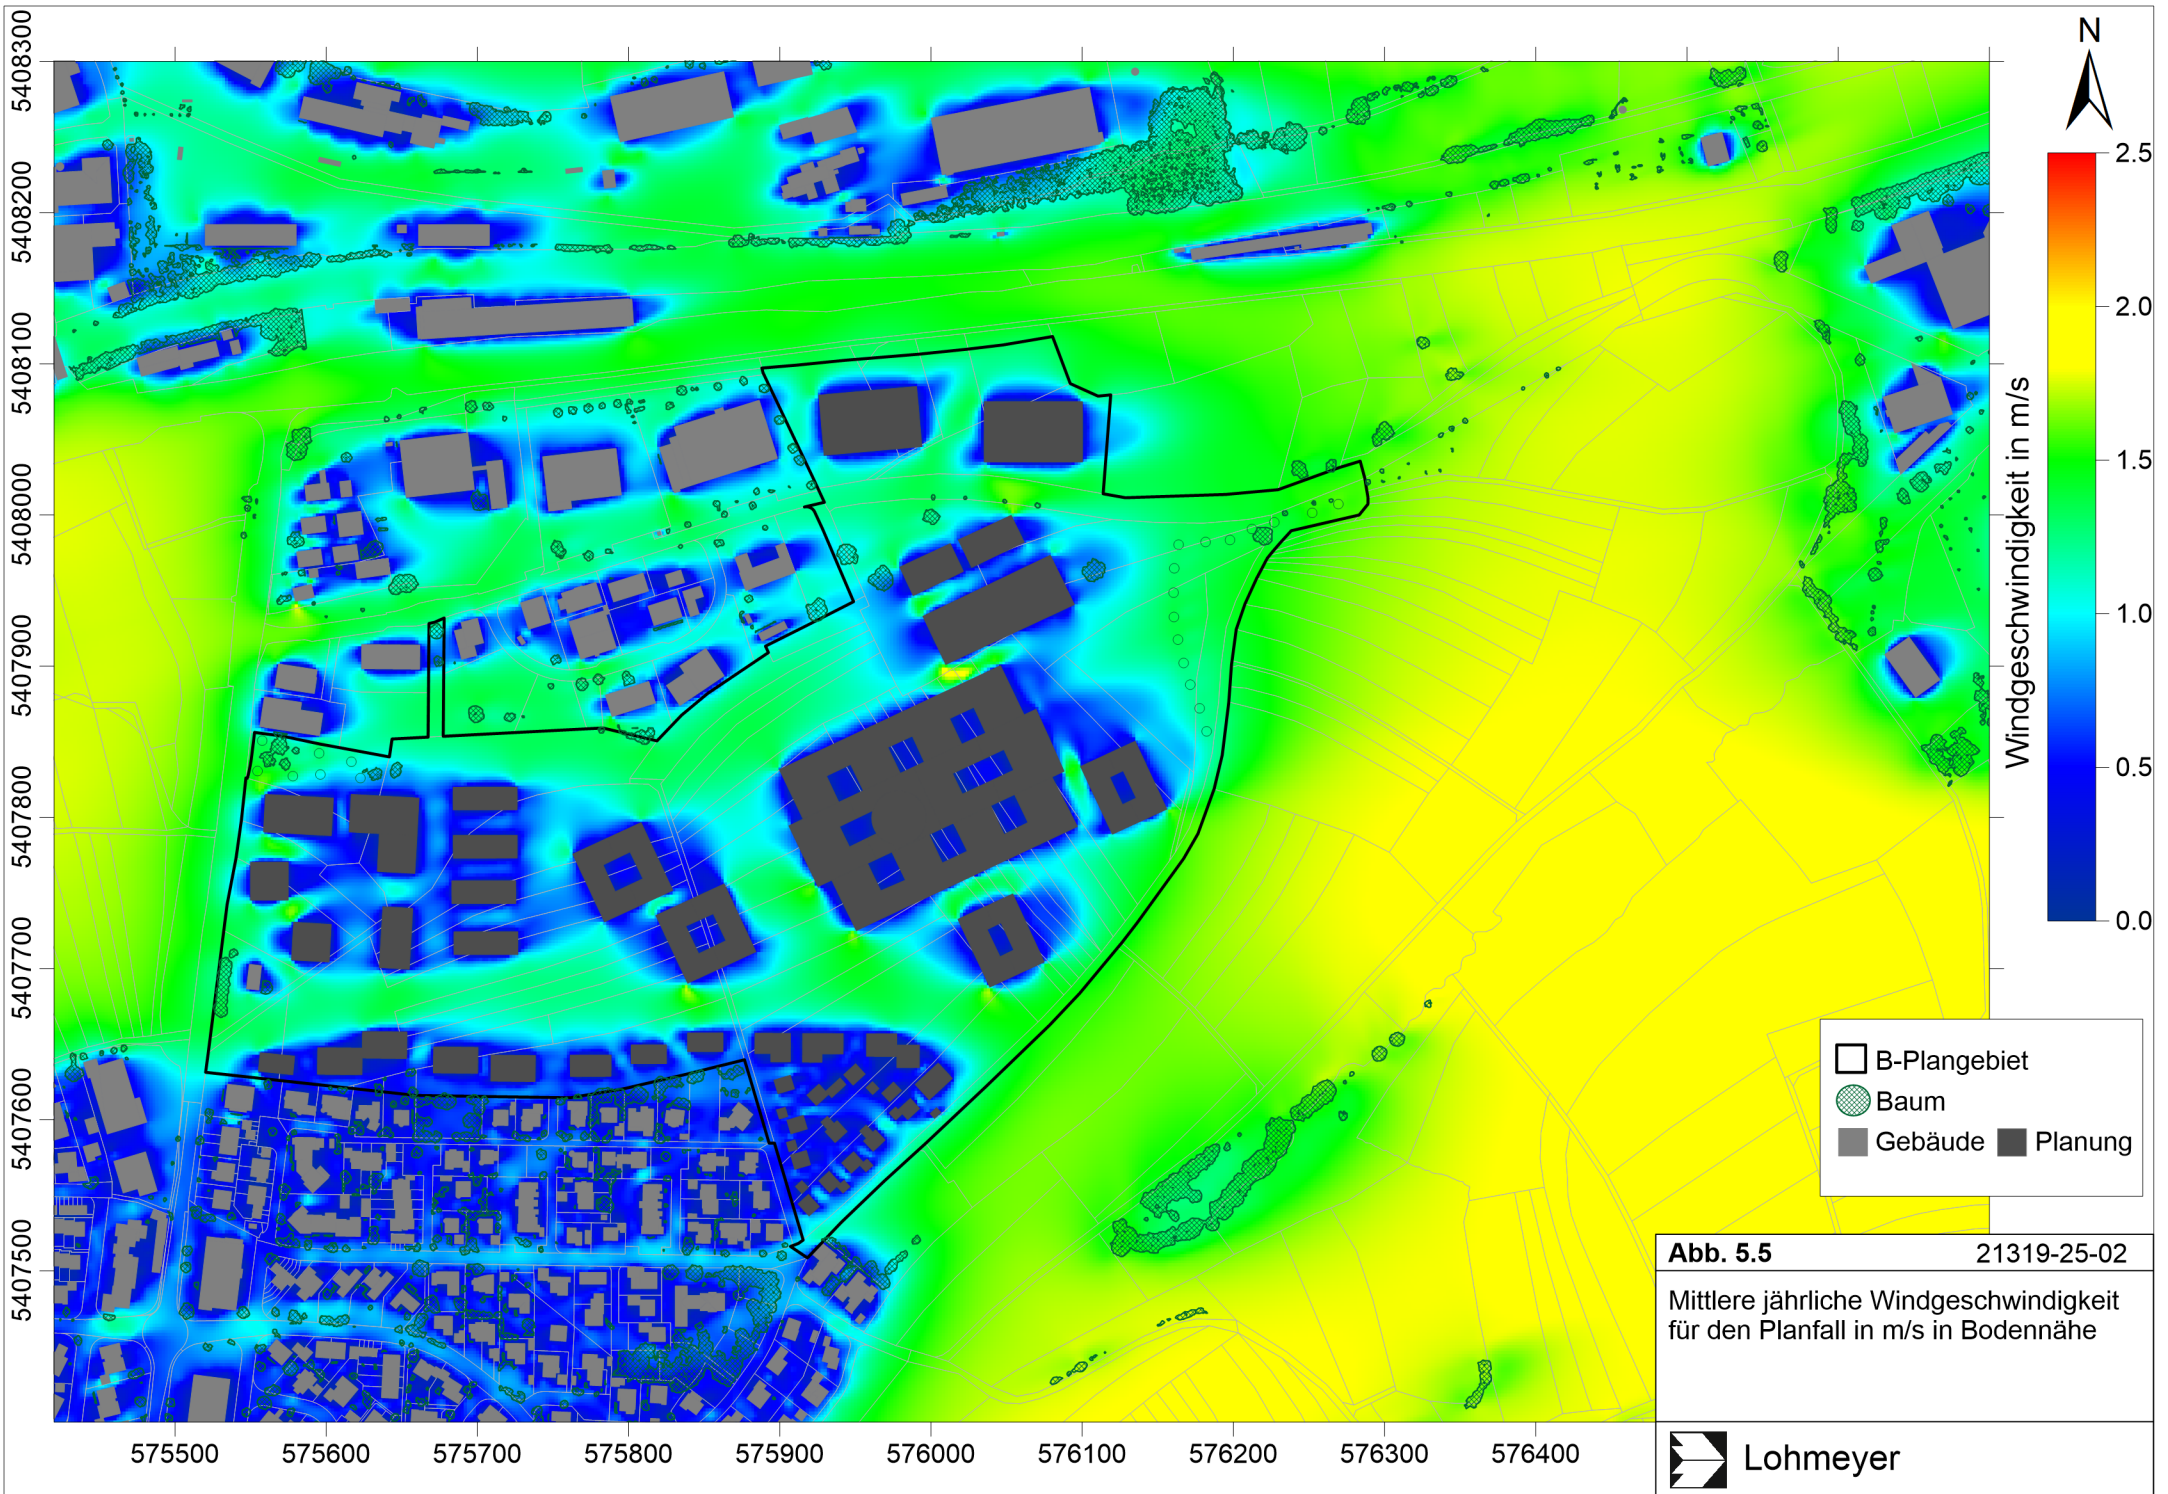 N
5408300
5408200
5408100
5408000
5407900
5407800
5407700
5407600
5407500
575500 575600 575700 575800 575900 576000 576100 576200 576300 576400
2.5
2.0
1.5
1.0
0.5
0.0
Windgeschwindigkeit in m/s
B-Plangebiet
Baum
Gebäude Planung
Abb. 5.5 21319-25-02
Mittlere jährliche Windgeschwindigkeit
für den Planfall in m/s in Bodennähe
Lohmeyer